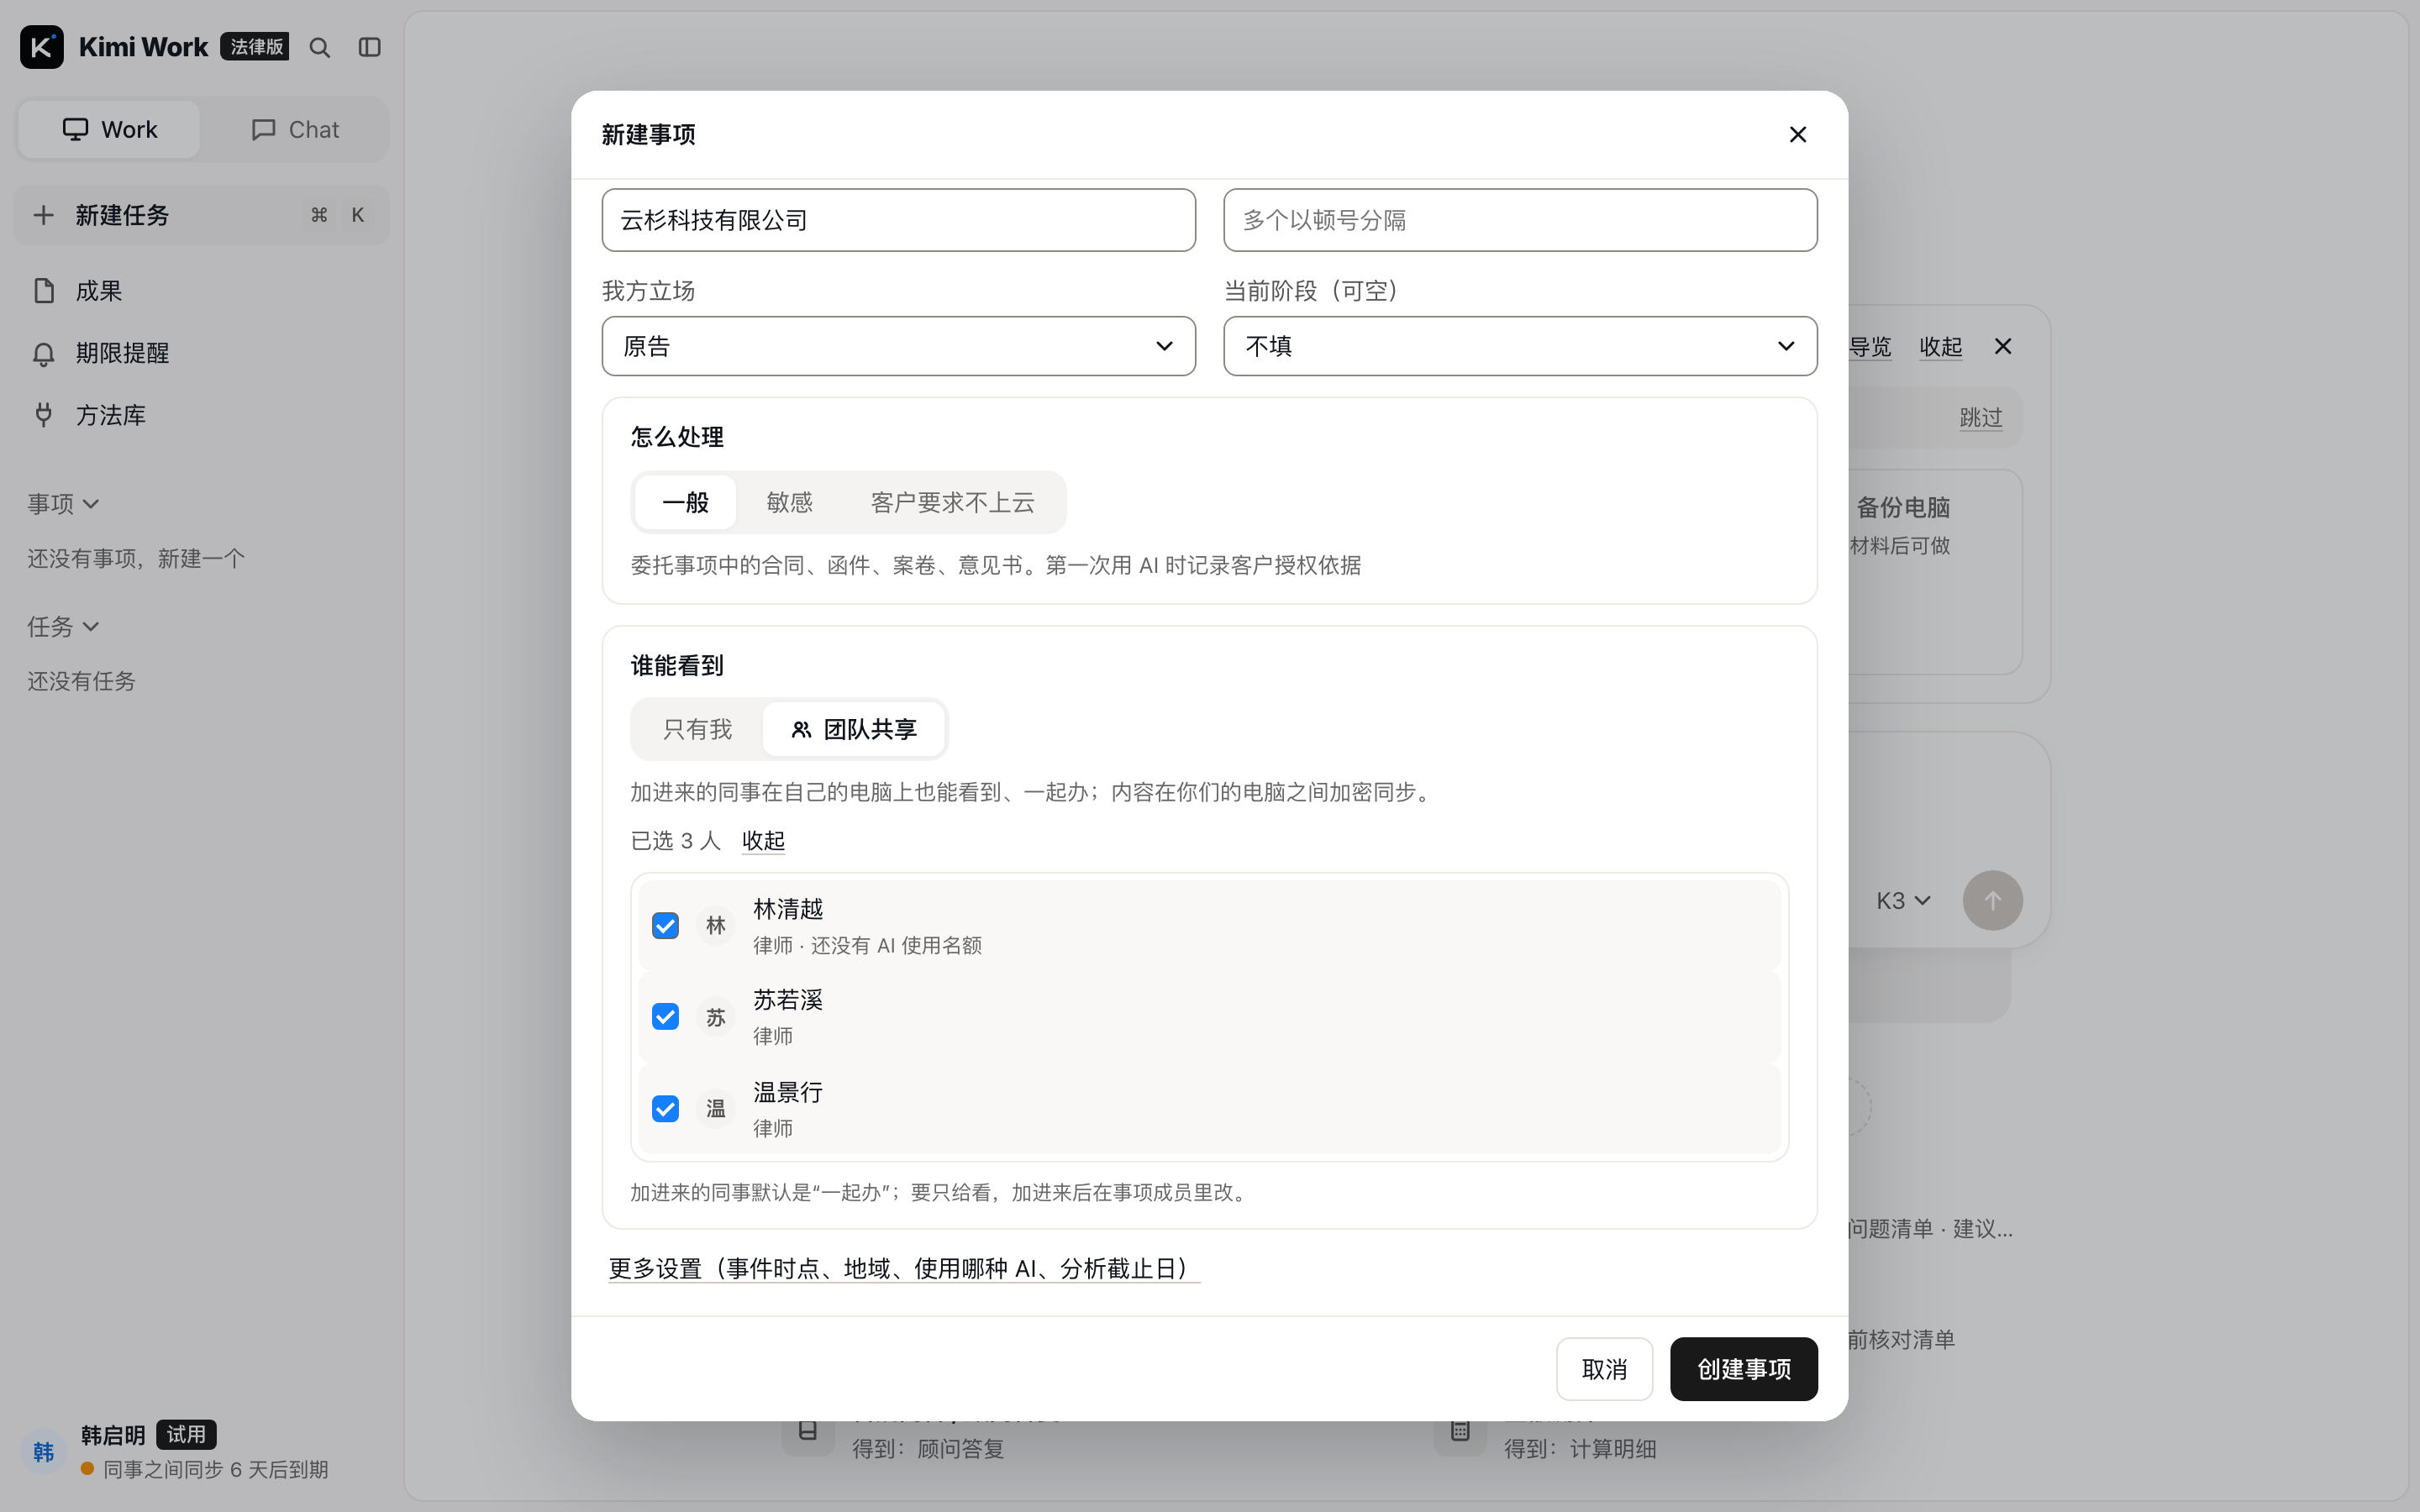 Kimi Work 法律版
Work
Chat
新建任务 ⌘ K
成果
期限提醒
方法库
事项
还没有事项，新建一个
任务
还没有任务
韩 韩启明 试用
同事之间同步 6 天后到期
新建事项
云杉科技有限公司
多个以顿号分隔
我方立场
当前阶段（可空）
原告
不填
怎么处理
一般 敏感 客户要求不上云
委托事项中的合同、函件、案卷、意见书。第一次用 AI 时记录客户授权依据
谁能看到
只有我 团队共享
加进来的同事在自己的电脑上也能看到、一起办；内容在你们的电脑之间加密同步。
已选 3 人 收起
林 林清越
律师 · 还没有 AI 使用名额
苏 苏若溪
律师
温 温景行
律师
加进来的同事默认是“一起办”；要只给看，加进来后在事项成员里改。
更多设置（事件时点、地域、使用哪种 AI、分析截止日）
取消 创建事项
导览 收起
跳过
备份电脑
材料后可做
K3
问题清单 · 建议...
前核对清单
得到：顾问答复
得到：计算明细